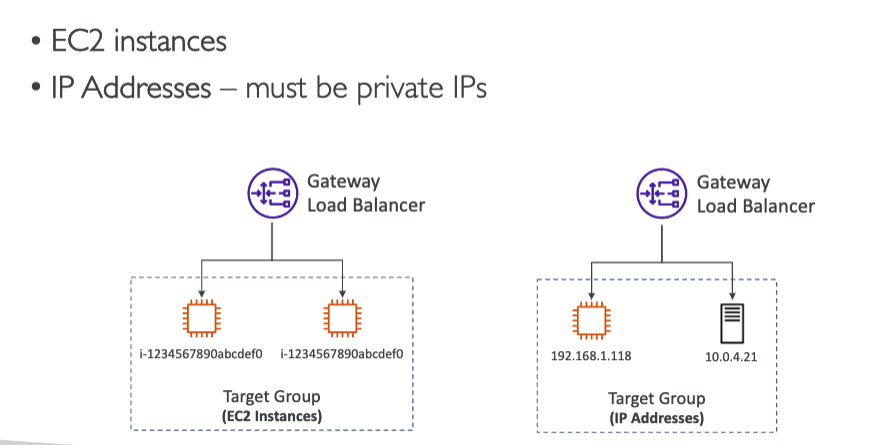 • EC2 instances
• IP Addresses – must be private IPs
Gateway
Load Balancer
i-1234567890abcdef0 i-1234567890abcdef0
Target Group
(EC2 Instances)
Gateway
Load Balancer
192.168.1.118 10.0.4.21
Target Group
(IP Addresses)